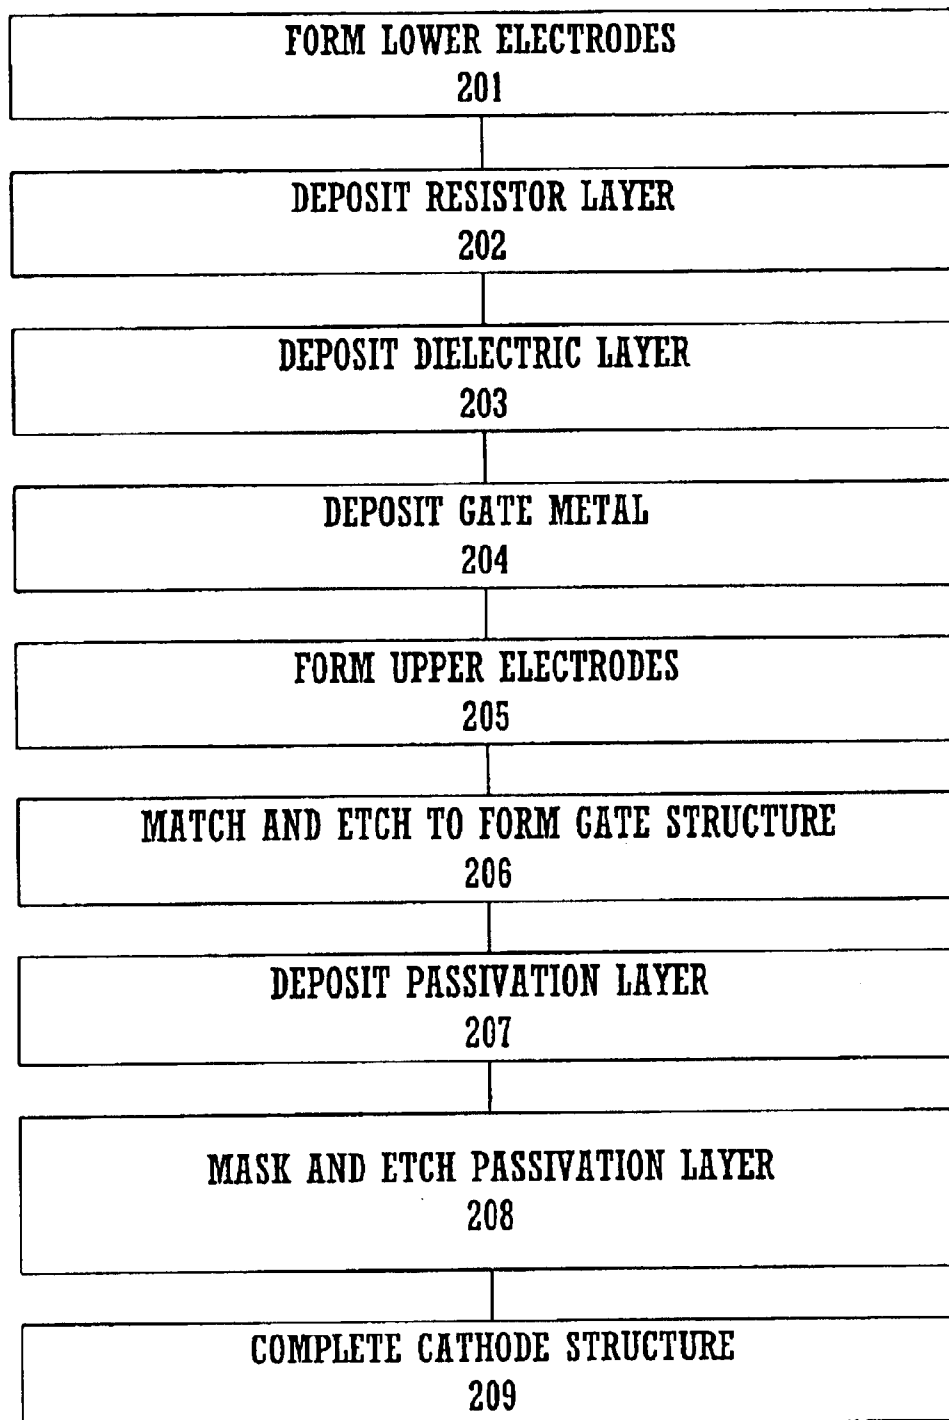 FORM LOWER ELECTRODES
201
DEPOSIT RESISTOR LAYER
202
DEPOSIT DIELECTRIC LAYER
203
DEPOSIT GATE METAL
204
FORM UPPER ELECTRODES
205
MATCH AND ETCH TO FORM GATE STRUCTURE
206
DEPOSIT PASSIVATION LAYER
207
MASK AND ETCH PASSIVATION LAYER
208
COMPLETE CATHODE STRUCTURE
209